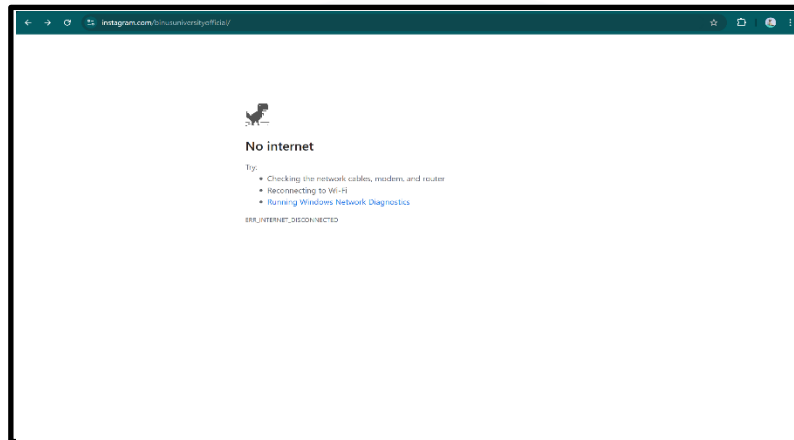 instagram.com/binusuniversityofficial/
No internet
Try:
Checking the network cables, modem, and router
Reconnecting to Wi-Fi
Running Windows Network Diagnostics
ERR_INTERNET_DISCONNECTED